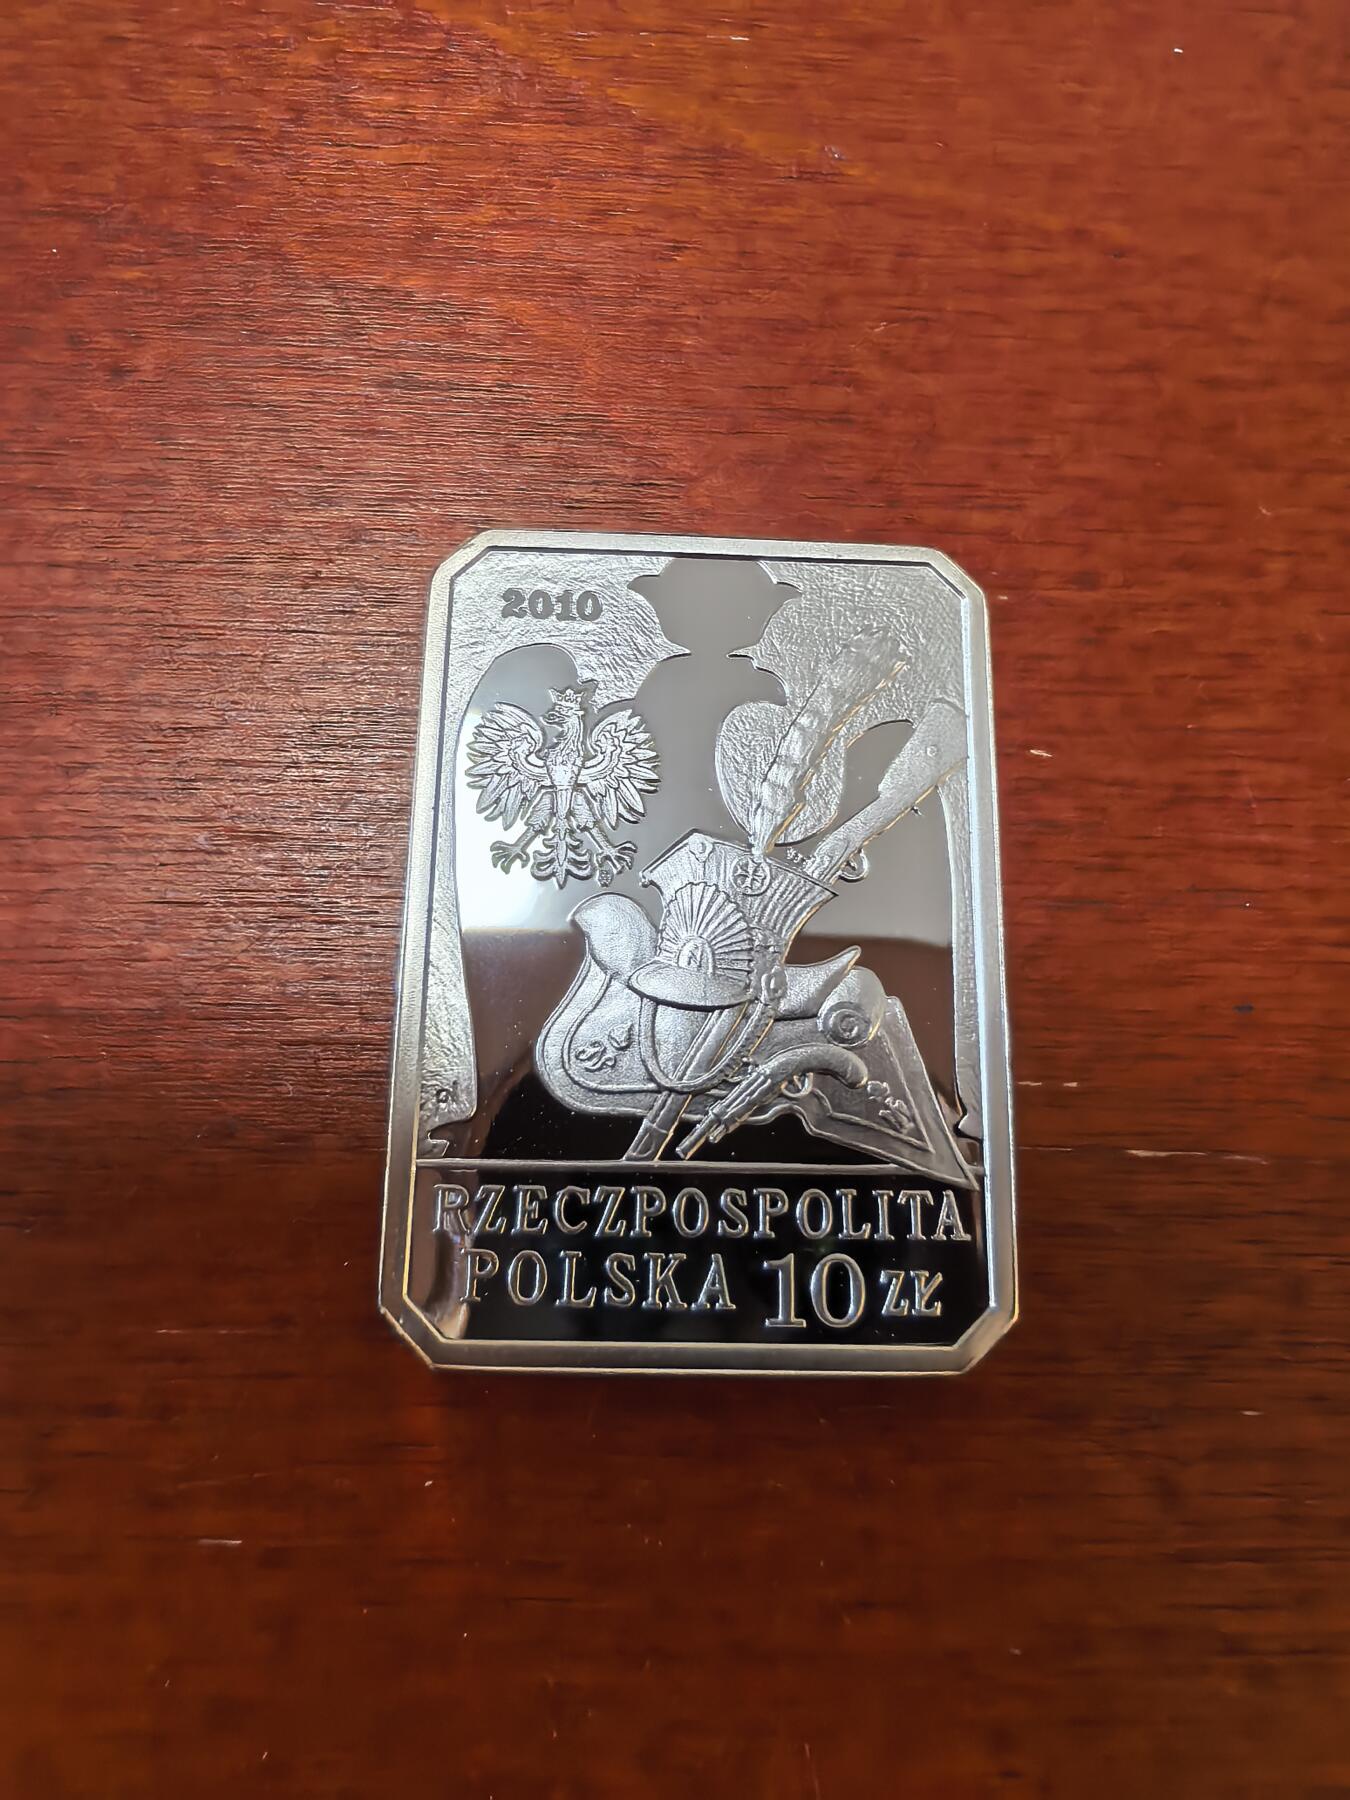 2010
N
RZECZPOSPOLITA
POLSKA 10 ZŁ